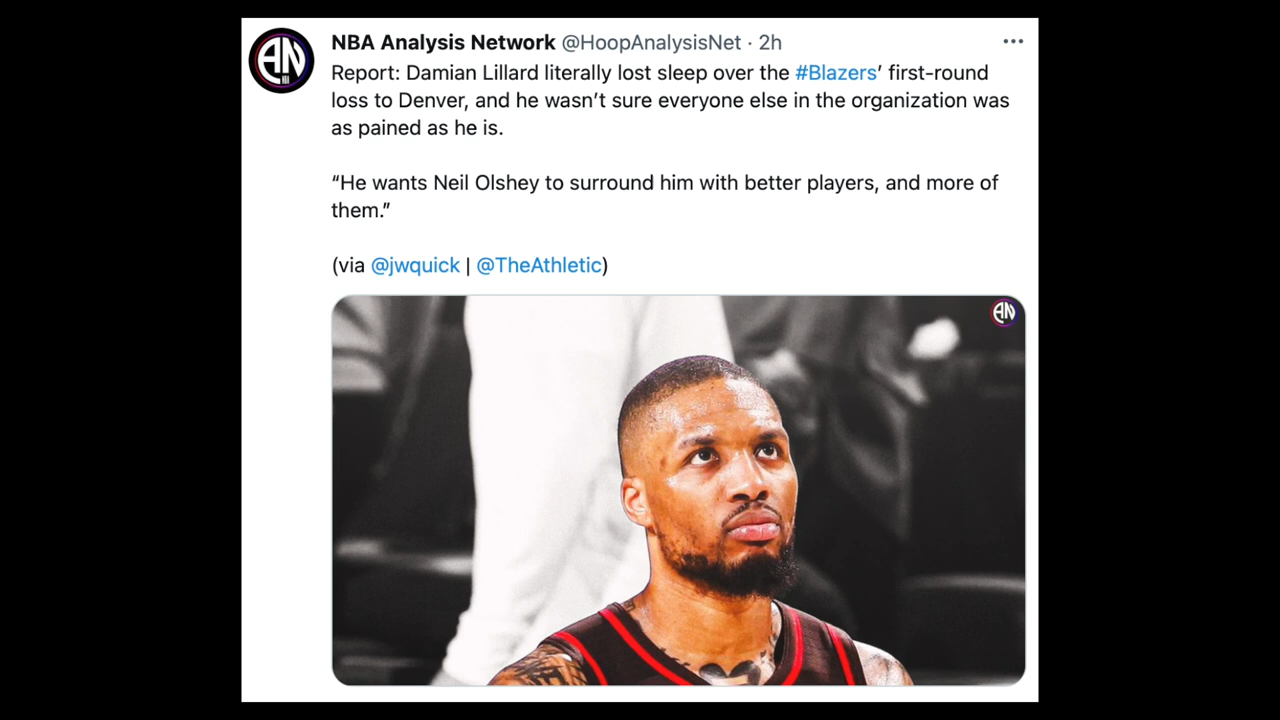 AN
NBA Analysis Network @HoopAnalysisNet · 2h
Report: Damian Lillard literally lost sleep over the #Blazers’ first-round
loss to Denver, and he wasn’t sure everyone else in the organization was
as pained as he is.
“He wants Neil Olshey to surround him with better players, and more of
them.”
(via @jwquick | @TheAthletic)
AN